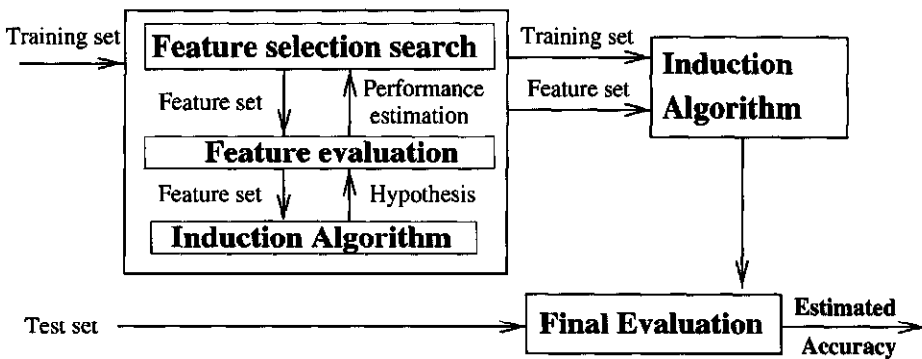 Training set
Feature selection search
Training set
Induction
Algorithm
Feature set
Performance
estimation
Feature set
Feature evaluation
Feature set
Hypothesis
Induction Algorithm
Test set
Final Evaluation
Estimated
Accuracy